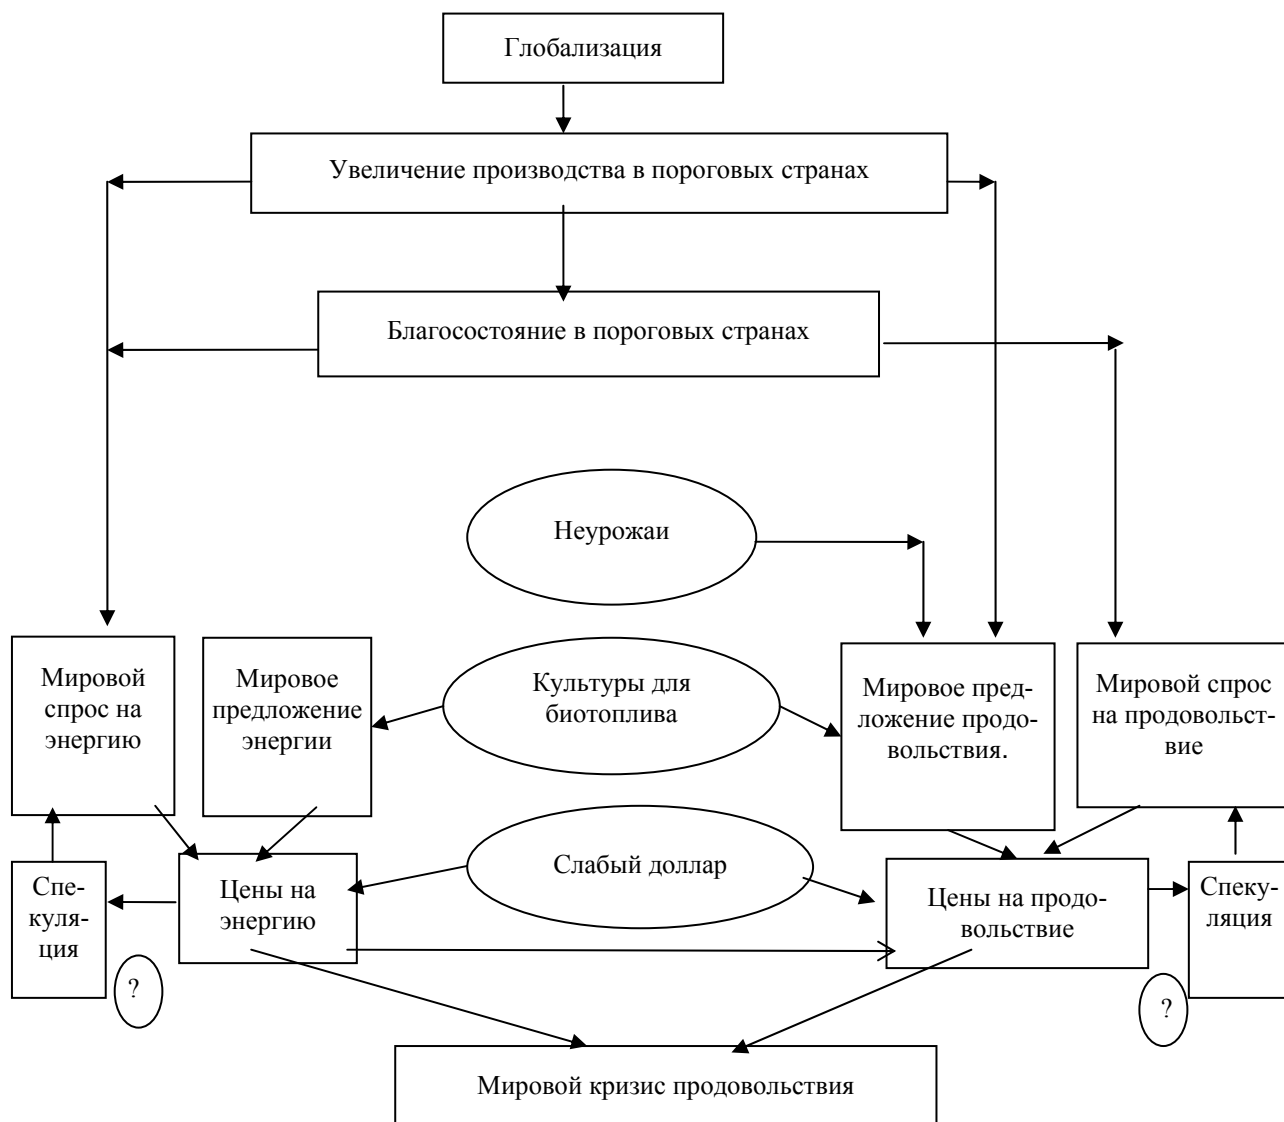 Глобализация
Увеличение производства в пороговых странах
Благосостояние в пороговых странах
Неурожаи
Мировой
спрос на
энергию
Мировое
предложение
энергии
Культуры для
биотоплива
Мировое пред-
ложение продо-
вольствия.
Мировой спрос
на продовольст-
вие
Спе-
куля-
ция
Цены на
энергию
Слабый доллар
Цены на продо-
вольствие
Спеку-
ляция
?
?
Мировой кризис продовольствия